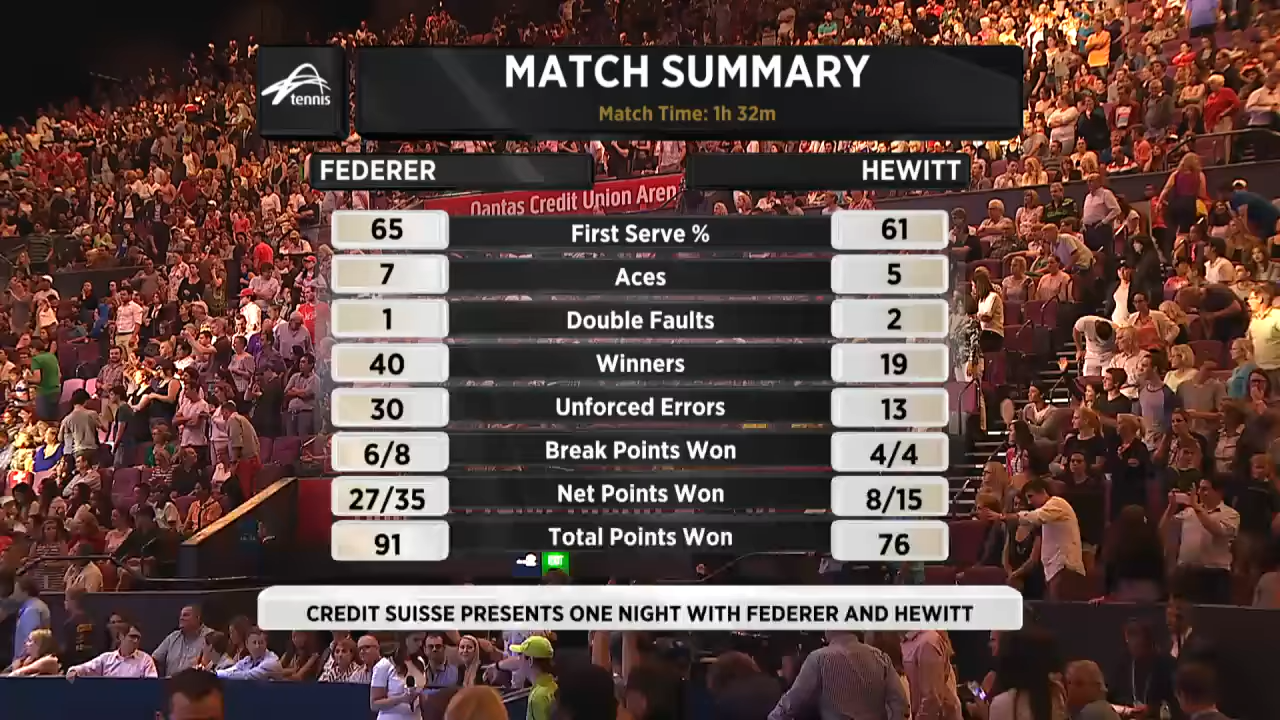 tennis
MATCH SUMMARY
Match Time: 1h 32m
FEDERER HEWITT
Qantas Credit Union Aren
65 First Serve % 61
7 Aces 5
1 Double Faults 2
40 Winners 19
30 Unforced Errors 13
6/8 Break Points Won 4/4
27/35 Net Points Won 8/15
91 Total Points Won 76
CREDIT SUISSE PRESENTS ONE NIGHT WITH FEDERER AND HEWITT